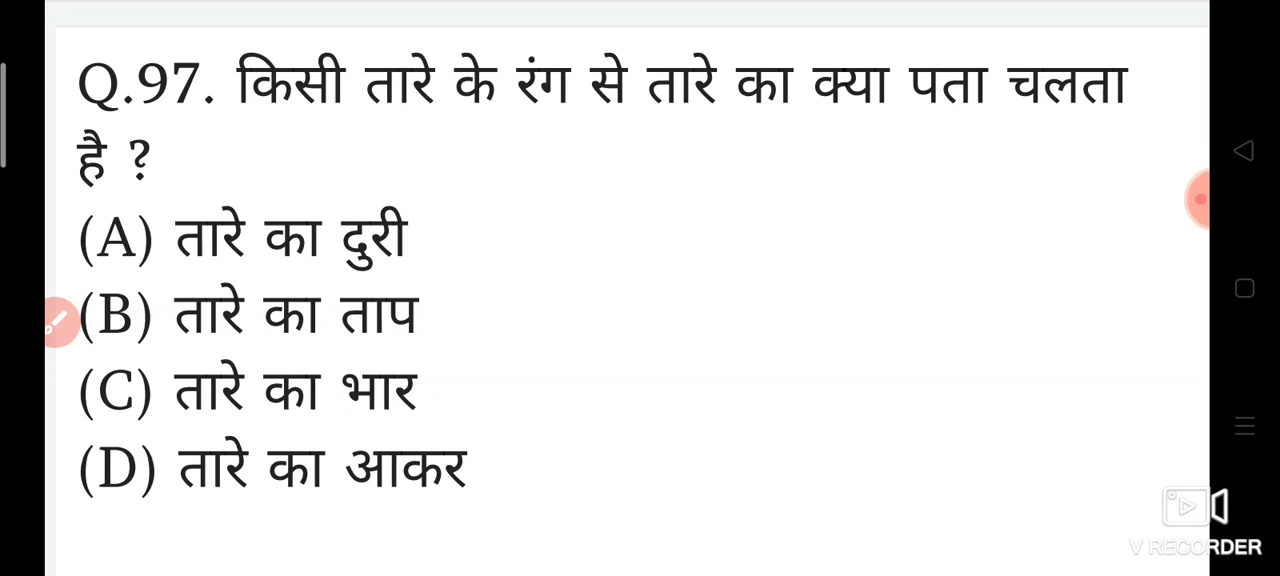 Q.97. किसी तारे के रंग से तारे का क्या पता चलता
है ?
(A) तारे का दुरी
(B) तारे का ताप
(C) तारे का भार
(D) तारे का आकर
V RECORDER